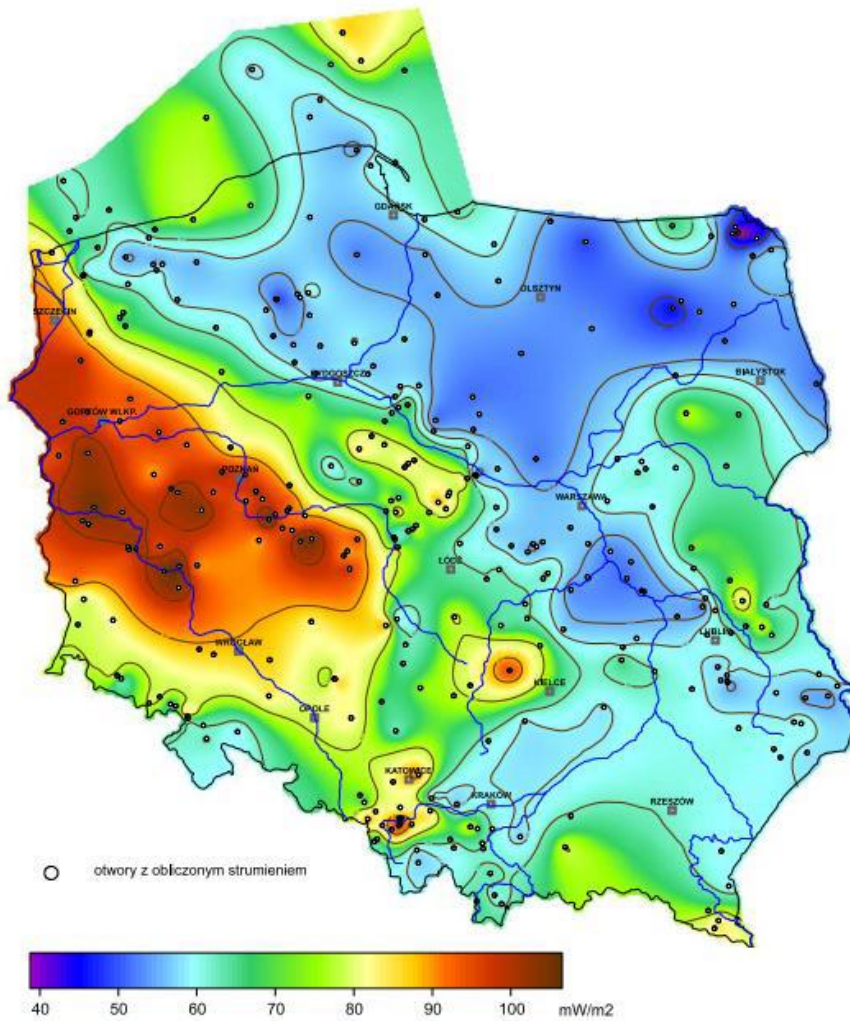 GDAŃSK
OLSZTYN
SZCZECIN
BYDGOSZCZ
BIAŁYSTOK
GORZÓW WLKP.
POZNAŃ
WARSZAWA
ŁÓDŹ
LUBLIN
WROCŁAW
KIELCE
OPOLE
KATOWICE
KRAKÓW
RZESZÓW
otwory z obliczonym strumieniem
40 50 60 70 80 90 100 mW/m2